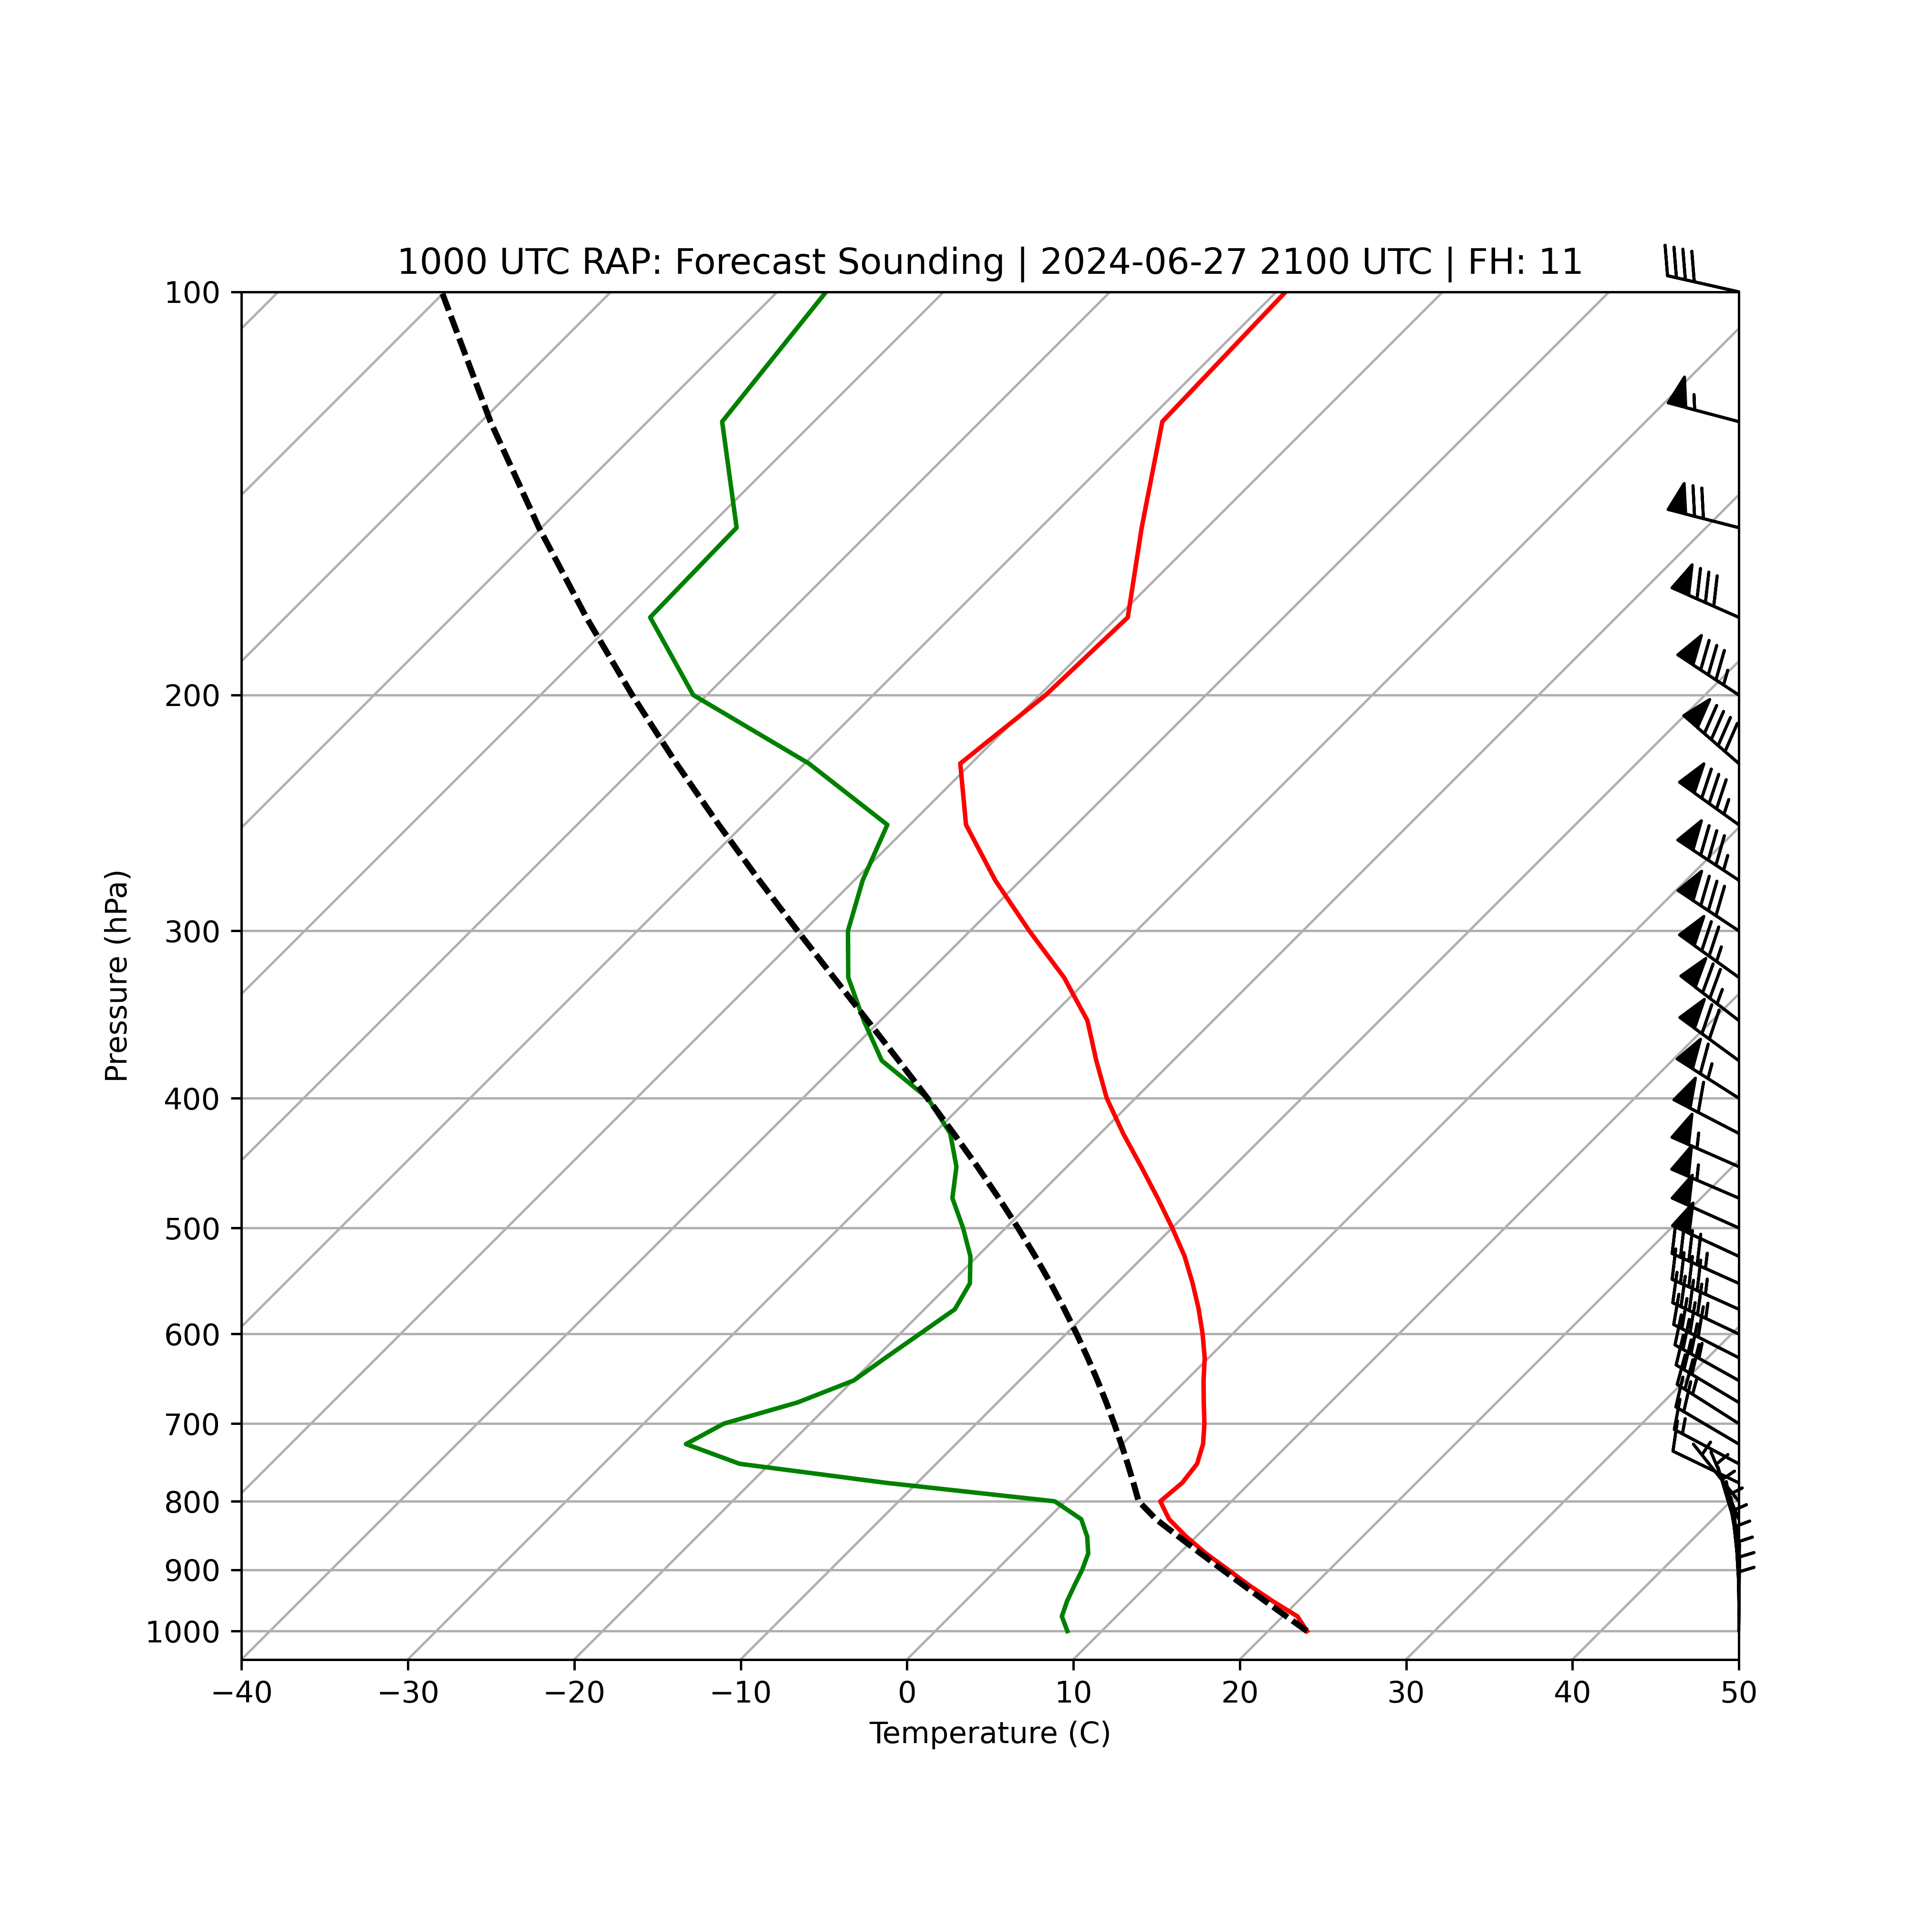 1000 UTC RAP: Forecast Sounding | 2024-06-27 2100 UTC | FH: 11
100
200
300
400
500
600
700
800
900
1000
Pressure (hPa)
−40 −30 −20 −10 0 10 20 30 40 50
Temperature (C)